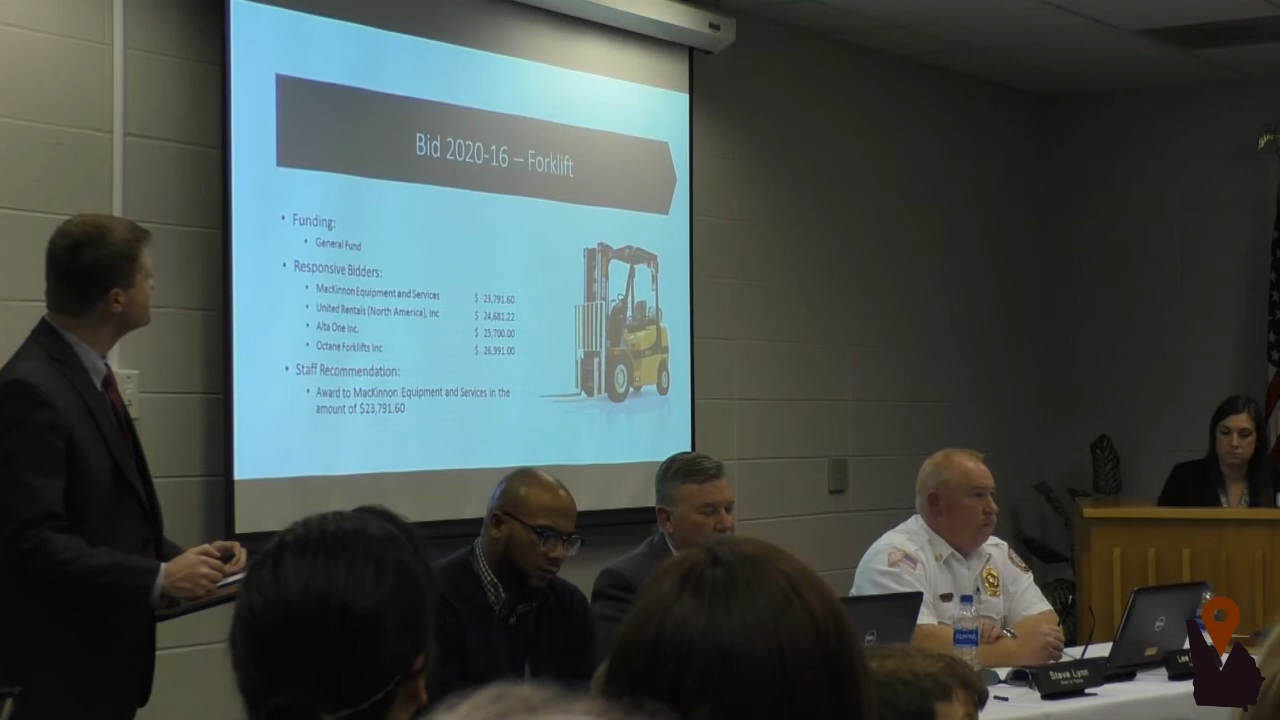 Bid 2020-16 – Forklift
• Funding:
• General Fund
• Responsive Bidders:
• MacKinnon Equipment and Services $ 23,791.60
• United Rentals (North America), Inc $ 24,681.22
• Alta One Inc. $ 25,700.00
• Octane Forklifts Inc $ 26,991.00
• Staff Recommendation:
• Award to MacKinnon Equipment and Services in the
amount of $23,791.60
Steve Lynn
Lee